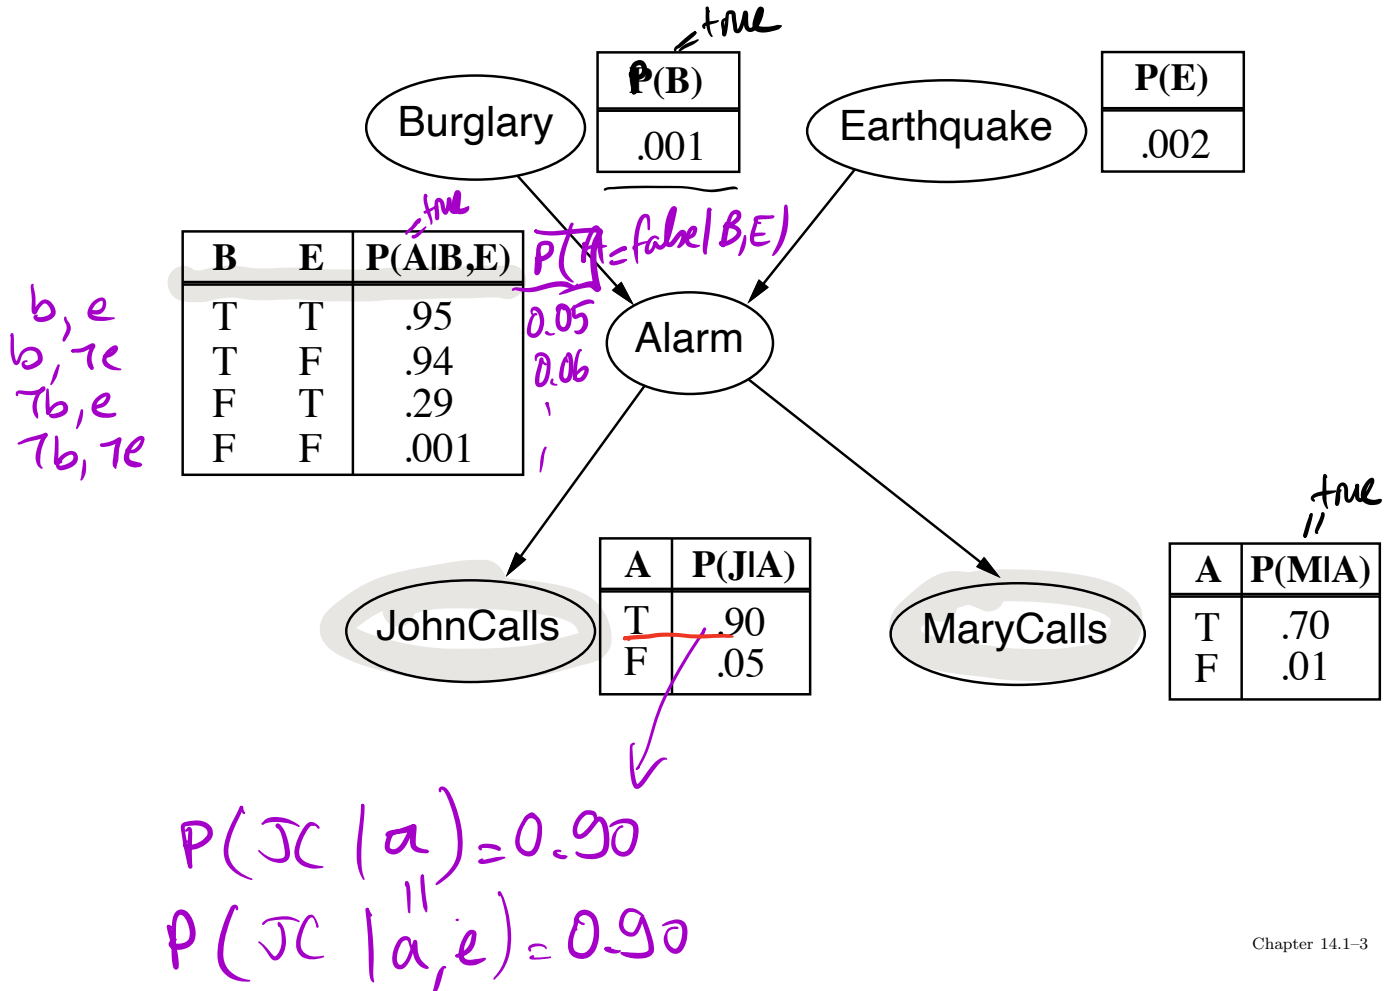 = true
P(B)
.001
Burglary
P(E)
.002
Earthquake
= true
B E P(A|B,E) P(A = false | B, E)
b, e T T .95 0.05
b, ¬e T F .94 0.06
¬b, e F T .29
¬b, ¬e F F .001
Alarm
= true
JohnCalls
A P(J|A)
T .90
F .05
MaryCalls
A P(M|A)
T .70
F .01
P(JC | a) = 0.90
=
P(JC | a, e) = 0.90
Chapter 14.1–3